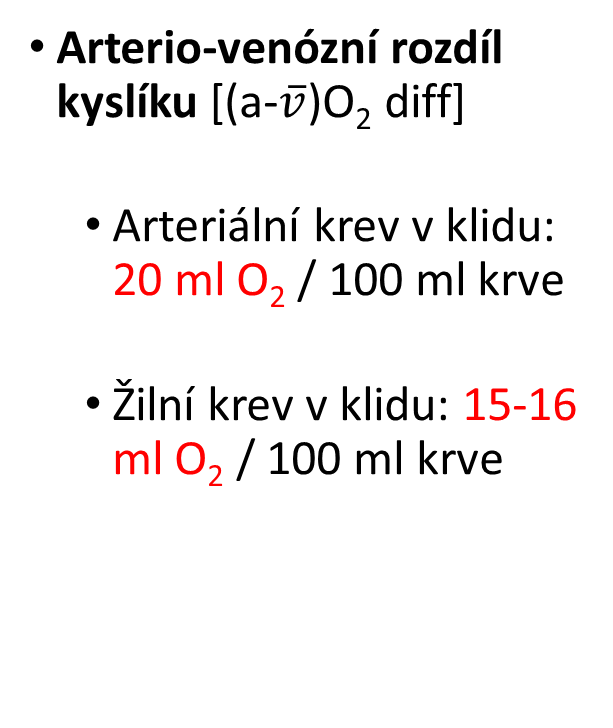 • Arterio-venózní rozdíl
kyslíku [(a-v̄)O₂ diff]
• Arteriální krev v klidu:
20 ml O₂ / 100 ml krve
• Žilní krev v klidu: 15-16
ml O₂ / 100 ml krve